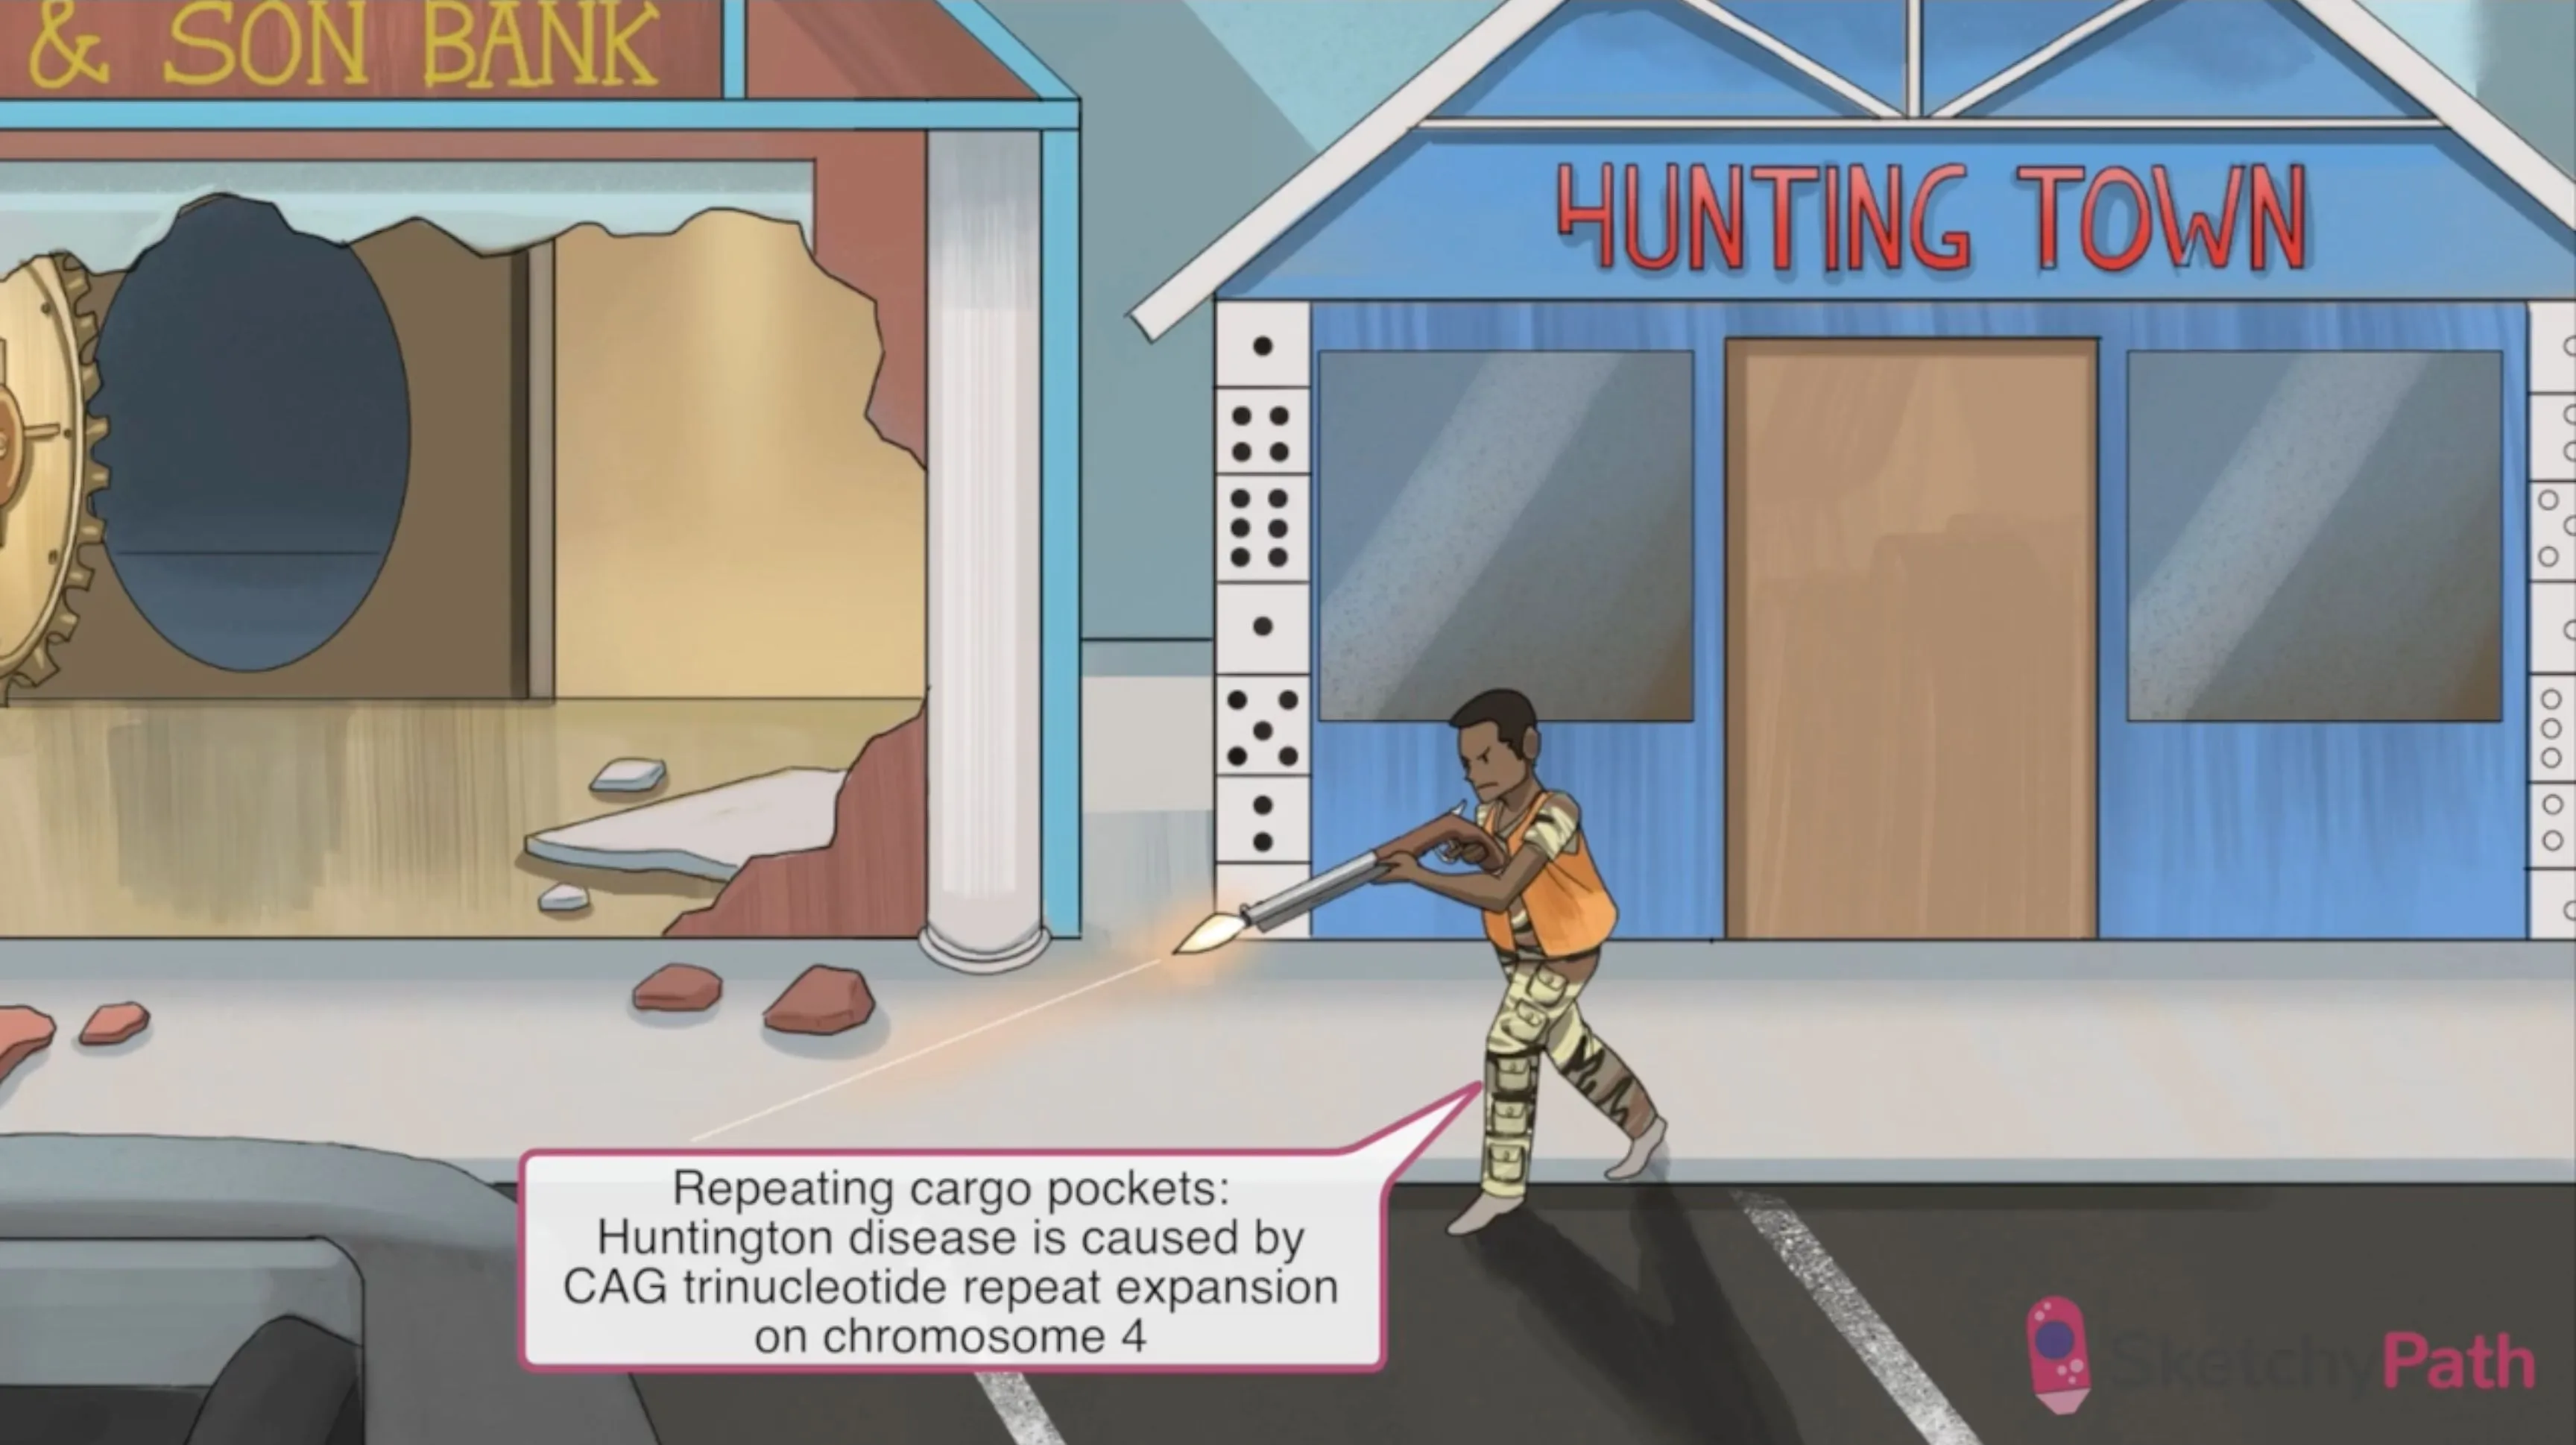 & SON BANK
HUNTING TOWN
Repeating cargo pockets:
Huntington disease is caused by
CAG trinucleotide repeat expansion
on chromosome 4
SketchyPath